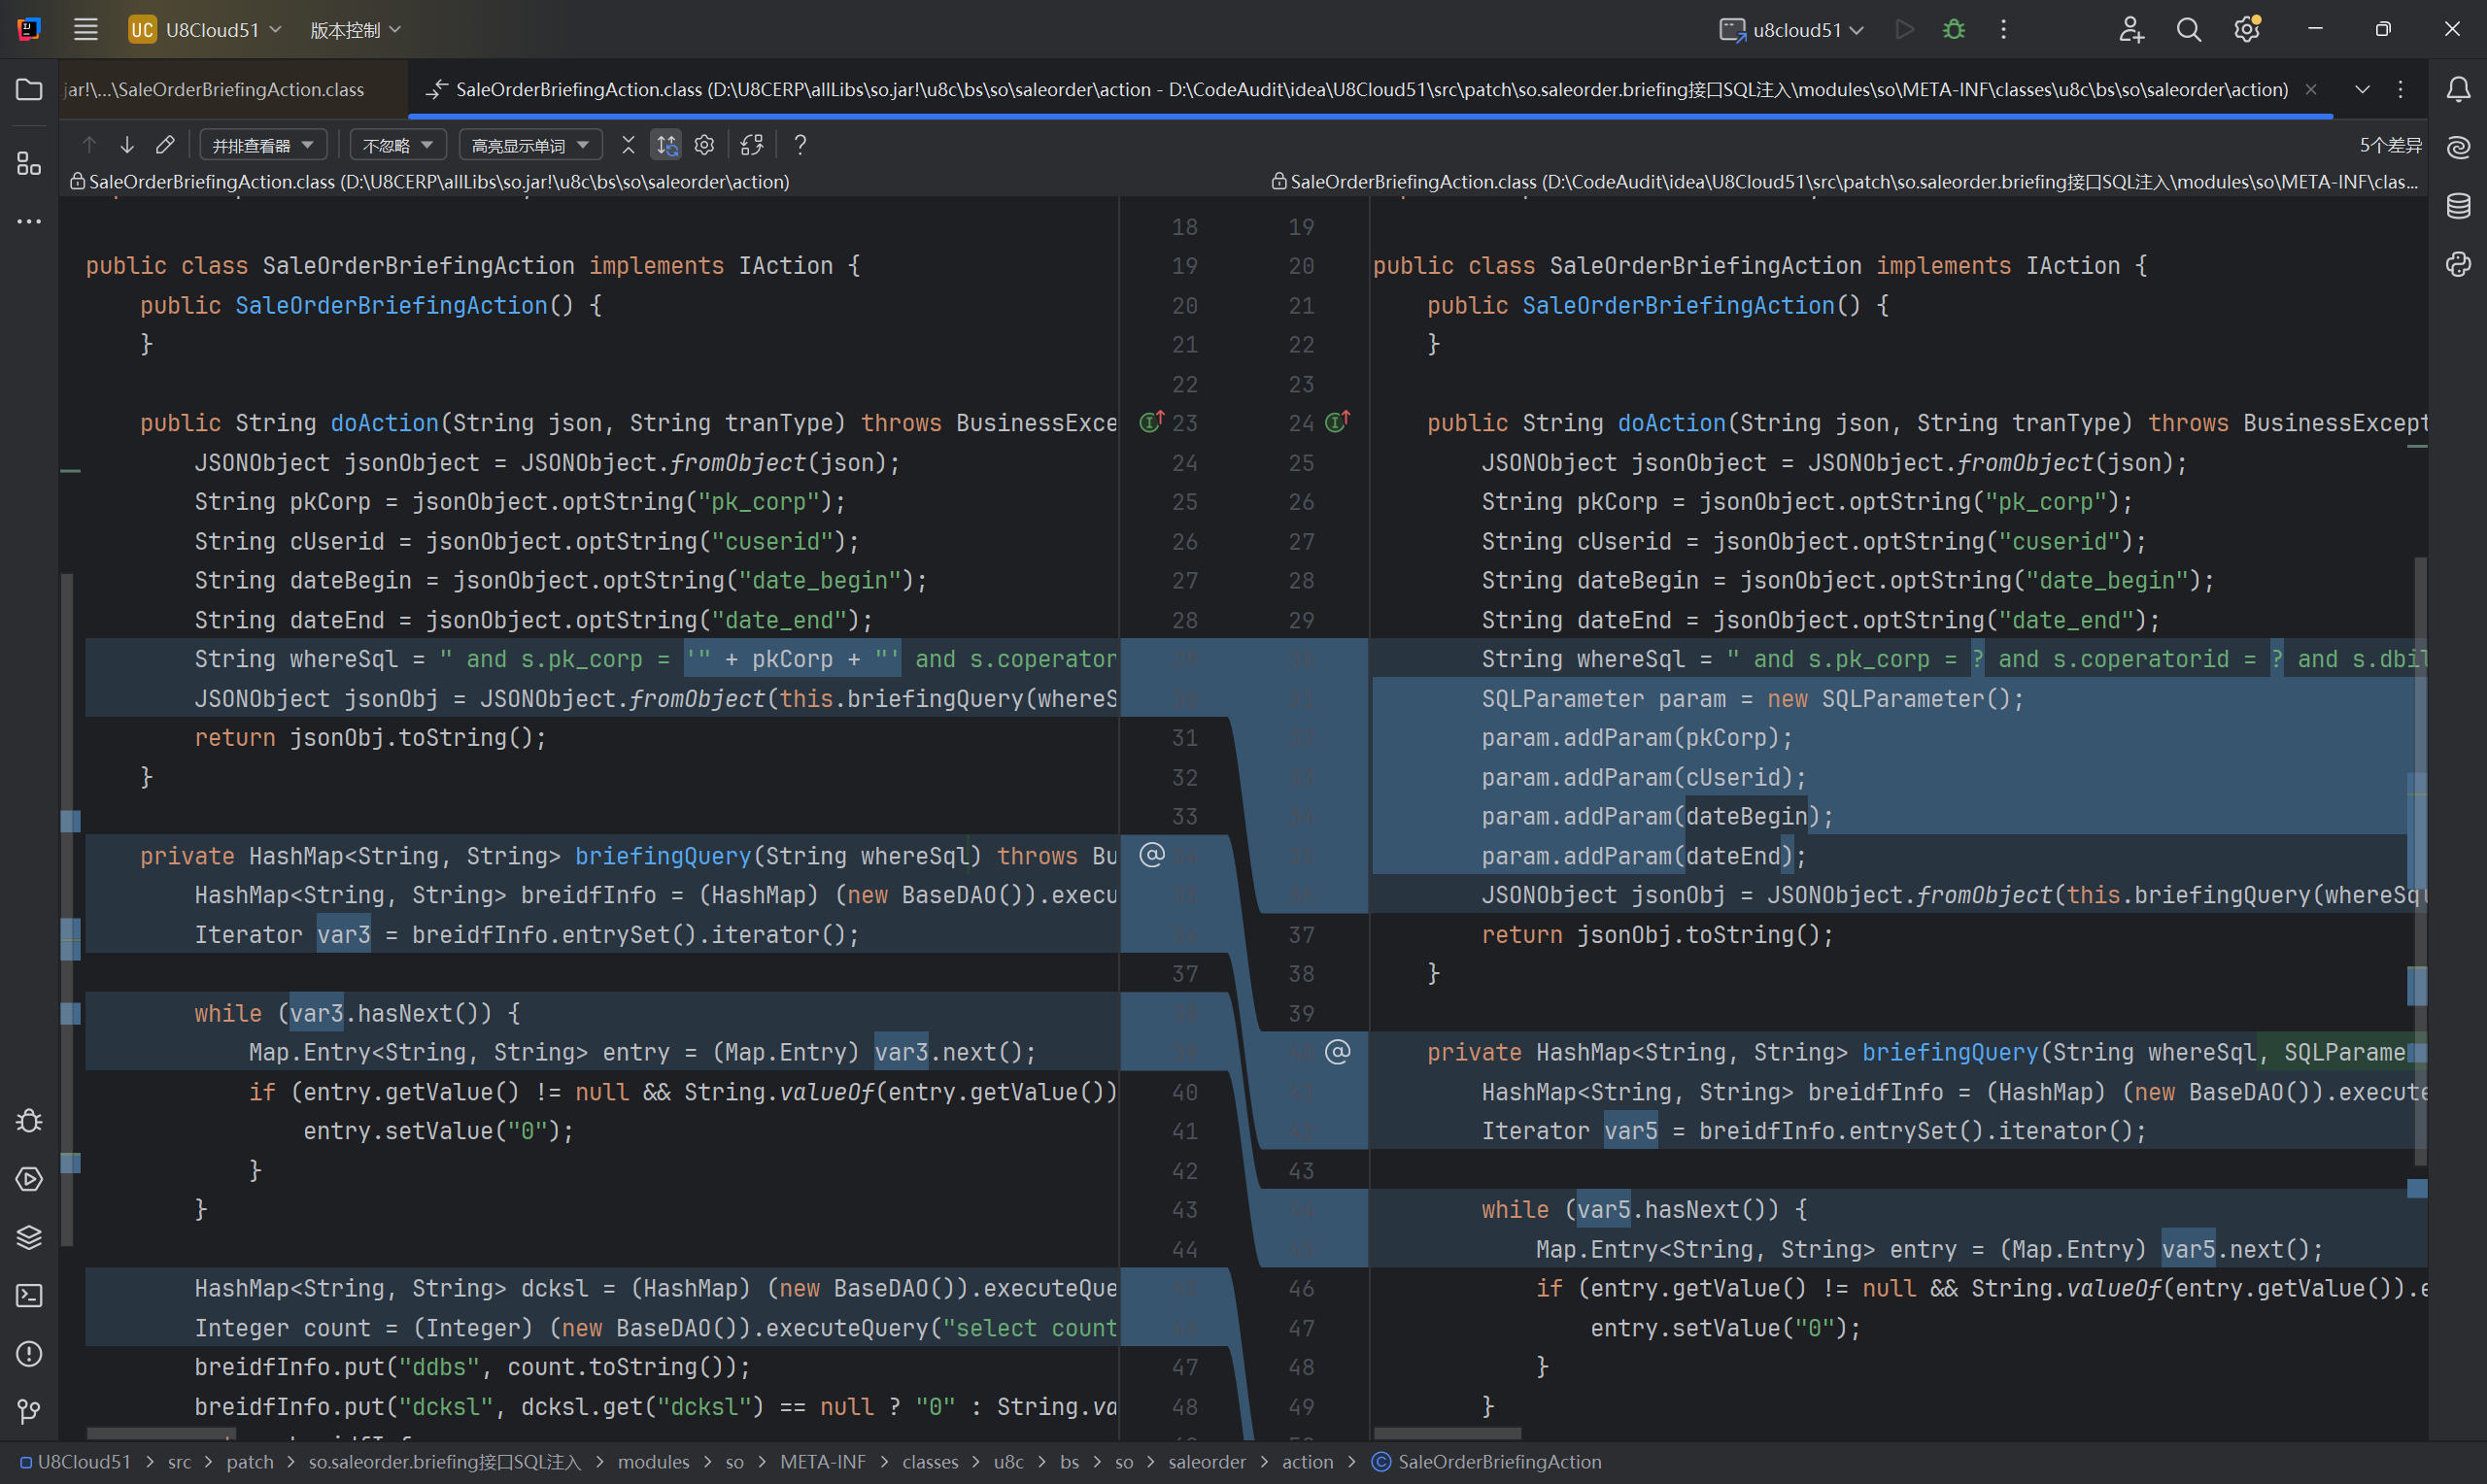 UC U8Cloud51 版本控制 u8cloud51
jar!\...\SaleOrderBriefingAction.class
SaleOrderBriefingAction.class (D:\U8CERP\allLibs\so.jar!\u8c\bs\so\saleorder\action - D:\CodeAudit\idea\U8Cloud51\src\patch\so.saleorder.briefing接口SQL注入\modules\so\META-INF\classes\u8c\bs\so\saleorder\action)
并排查看器 不忽略 高亮显示单词 ? 5个差异
SaleOrderBriefingAction.class (D:\U8CERP\allLibs\so.jar!\u8c\bs\so\saleorder\action)
SaleOrderBriefingAction.class (D:\CodeAudit\idea\U8Cloud51\src\patch\so.saleorder.briefing接口SQL注入\modules\so\META-INF\clas...
18
public class SaleOrderBriefingAction implements IAction { 19
public SaleOrderBriefingAction() { 20
} 21
22
public String doAction(String json, String tranType) throws BusinessExce 23
JSONObject jsonObject = JSONObject.fromObject(json); 24
String pkCorp = jsonObject.optString("pk_corp"); 25
String cUserid = jsonObject.optString("cuserid"); 26
String dateBegin = jsonObject.optString("date_begin"); 27
String dateEnd = jsonObject.optString("date_end"); 28
String whereSql = " and s.pk_corp = '" + pkCorp + "' and s.coperator 29
JSONObject jsonObj = JSONObject.fromObject(this.briefingQuery(whereS 30
return jsonObj.toString(); 31
} 32
33
private HashMap<String, String> briefingQuery(String whereSql) throws Bu 34
HashMap<String, String> breidfInfo = (HashMap) (new BaseDAO()).execu 35
Iterator var3 = breidfInfo.entrySet().iterator(); 36
37
while (var3.hasNext()) { 38
Map.Entry<String, String> entry = (Map.Entry) var3.next(); 39
if (entry.getValue() != null && String.valueOf(entry.getValue()) 40
entry.setValue("0"); 41
} 42
} 43
44
HashMap<String, String> dcksl = (HashMap) (new BaseDAO()).executeQue 45
Integer count = (Integer) (new BaseDAO()).executeQuery("select count 46
breidfInfo.put("ddbs", count.toString()); 47
breidfInfo.put("dcksl", dcksl.get("dcksl") == null ? "0" : String.va 48
19
20 public class SaleOrderBriefingAction implements IAction {
21 public SaleOrderBriefingAction() {
22 }
23
24 public String doAction(String json, String tranType) throws BusinessExcept
25 JSONObject jsonObject = JSONObject.fromObject(json);
26 String pkCorp = jsonObject.optString("pk_corp");
27 String cUserid = jsonObject.optString("cuserid");
28 String dateBegin = jsonObject.optString("date_begin");
29 String dateEnd = jsonObject.optString("date_end");
30 String whereSql = " and s.pk_corp = ? and s.coperatorid = ? and s.dbil
31 SQLParameter param = new SQLParameter();
32 param.addParam(pkCorp);
33 param.addParam(cUserid);
34 param.addParam(dateBegin);
35 param.addParam(dateEnd);
36 JSONObject jsonObj = JSONObject.fromObject(this.briefingQuery(whereSq
37 return jsonObj.toString();
38 }
39
40 private HashMap<String, String> briefingQuery(String whereSql, SQLParame
41 HashMap<String, String> breidfInfo = (HashMap) (new BaseDAO()).execute
42 Iterator var5 = breidfInfo.entrySet().iterator();
43
44 while (var5.hasNext()) {
45 Map.Entry<String, String> entry = (Map.Entry) var5.next();
46 if (entry.getValue() != null && String.valueOf(entry.getValue()).e
47 entry.setValue("0");
48 }
49 }
U8Cloud51 > src > patch > so.saleorder.briefing接口SQL注入 > modules > so > META-INF > classes > u8c > bs > so > saleorder > action > SaleOrderBriefingAction